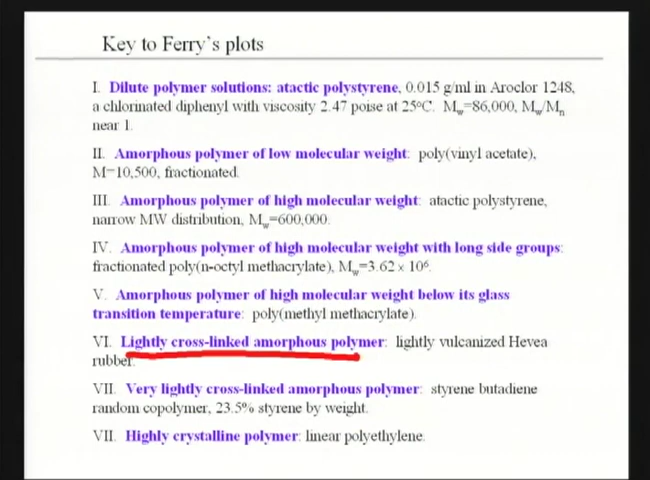 Key to Ferry's plots
I. Dilute polymer solutions: atactic polystyrene, 0.015 g/ml in Aroclor 1248,
a chlorinated diphenyl with viscosity 2.47 poise at 25°C. Mw=86,000, Mw/Mn
near 1.
II. Amorphous polymer of low molecular weight: poly(vinyl acetate),
M=10,500, fractionated.
III. Amorphous polymer of high molecular weight: atactic polystyrene,
narrow MW distribution, Mw=600,000.
IV. Amorphous polymer of high molecular weight with long side groups:
fractionated poly(n-octyl methacrylate), Mw=3.62 x 10⁶.
V. Amorphous polymer of high molecular weight below its glass
transition temperature: poly(methyl methacrylate).
VI. Lightly cross-linked amorphous polymer: lightly vulcanized Hevea
rubber.
VII. Very lightly cross-linked amorphous polymer: styrene butadiene
random copolymer, 23.5% styrene by weight.
VII. Highly crystalline polymer: linear polyethylene.